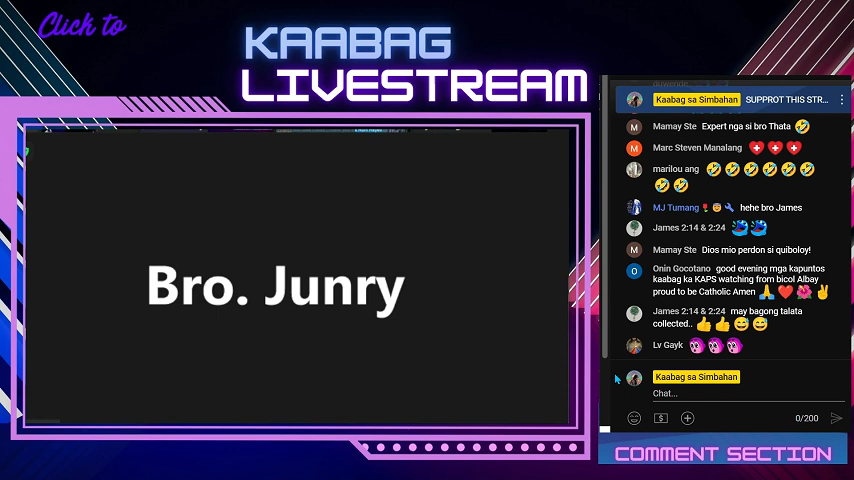 Click to
KAABAG
LIVESTREAM
Bro. Junry
Kaabag sa Simbahan SUPPROT THIS STR...
Mamay Ste Expert nga si bro Thata 🤣
Marc Steven Manalang
marilou ang 🤣🤣🤣🤣🤣🤣
🤣🤣
MJ Tumang hehe bro James
James 2:14 & 2:24
Mamay Ste Dios mio perdon si quiboloy!
O
Onin Gocotano good evening mga kapuntos
kaabag ka KAPS watching from bicol Albay
proud to be Catholic Amen 🙏❤️🌺✌️
James 2:14 & 2:24 may bagong talata
collected.. 👍👍😅😅
Lv Gayk
Kaabag sa Simbahan
Chat...
0/200
COMMENT SECTION